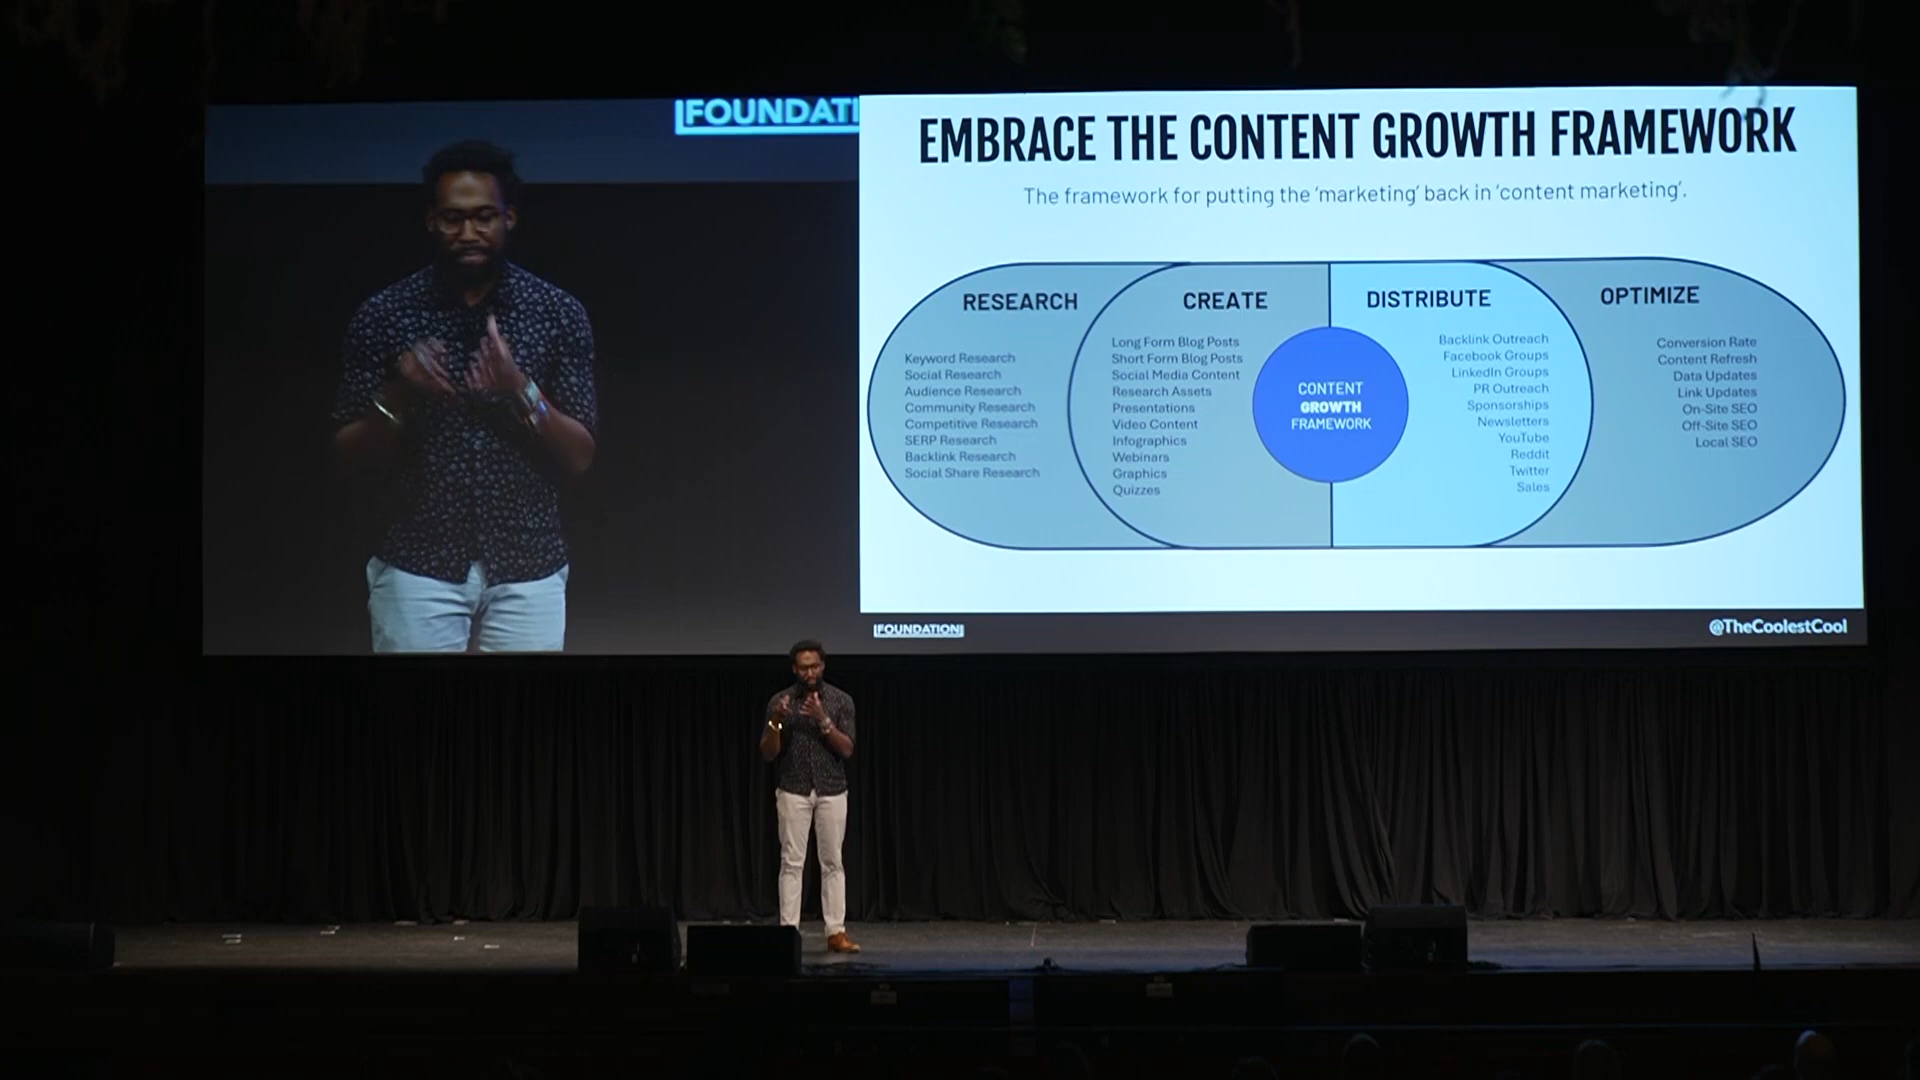 FOUNDATI
EMBRACE THE CONTENT GROWTH FRAMEWORK
The framework for putting the 'marketing' back in 'content marketing'.
RESEARCH
Keyword Research
Social Research
Audience Research
Community Research
Competitive Research
SERP Research
Backlink Research
Social Share Research
CREATE
Long Form Blog Posts
Short Form Blog Posts
Social Media Content
Research Assets
Presentations
Video Content
Infographics
Webinars
Graphics
Quizzes
CONTENT
GROWTH
FRAMEWORK
DISTRIBUTE
Backlink Outreach
Facebook Groups
LinkedIn Groups
PR Outreach
Sponsorships
Newsletters
YouTube
Reddit
Twitter
Sales
OPTIMIZE
Conversion Rate
Content Refresh
Data Updates
Link Updates
On-Site SEO
Off-Site SEO
Local SEO
FOUNDATION
@TheCoolestCool